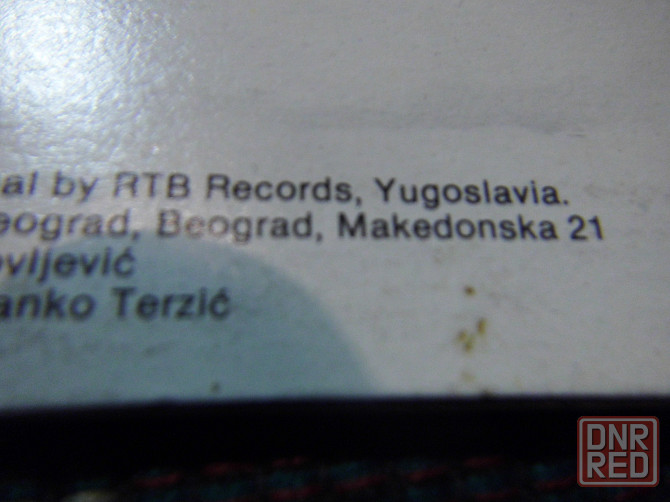 al by RTB Records, Yugoslavia.
eograd, Beograd, Makedonska 21
ovljević
anko Terzić
DNR
RED